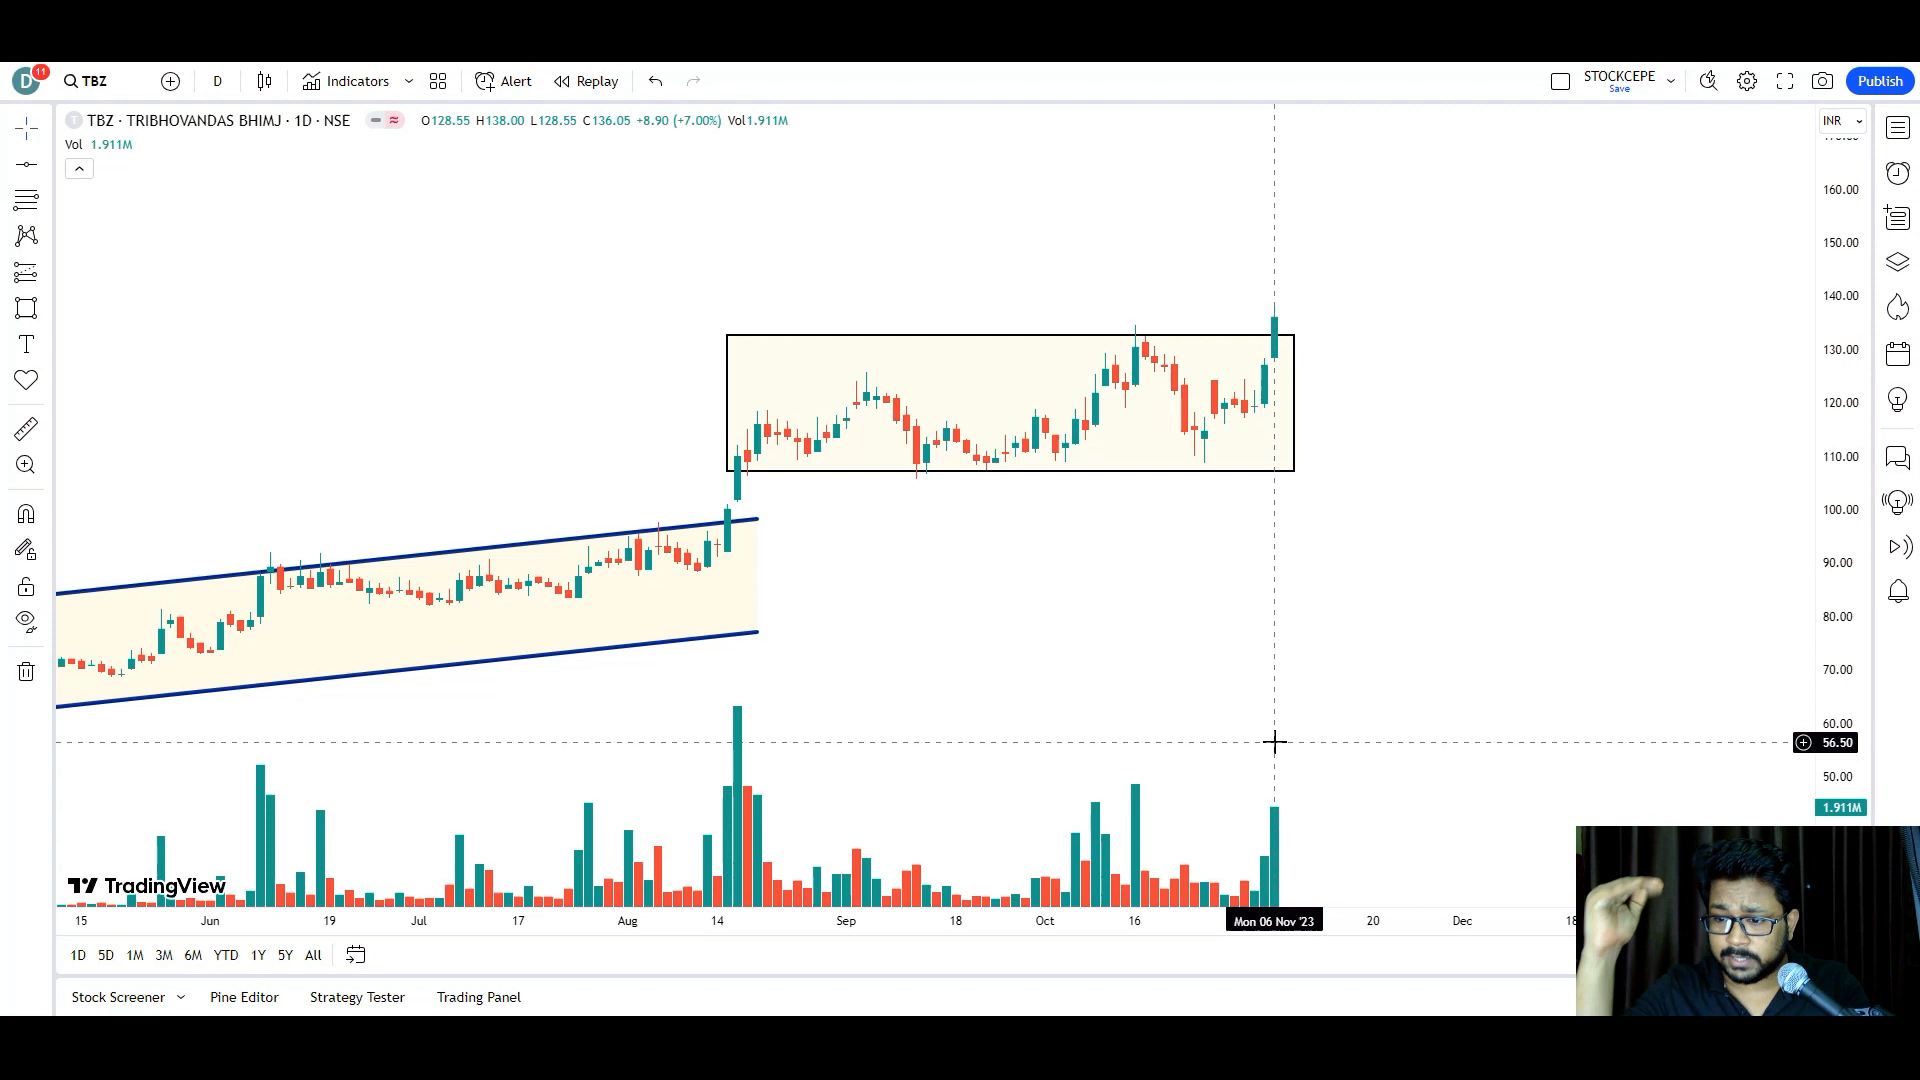 D 11 TBZ D Indicators Alert Replay STOCKCEPE Save Publish
TBZ · TRIBHOVANDAS BHIMJ · 1D · NSE O128.55 H138.00 L128.55 C136.05 +8.90 (+7.00%) Vol1.911M
INR
Vol 1.911M
160.00
150.00
140.00
130.00
120.00
110.00
100.00
90.00
80.00
70.00
60.00
56.50
50.00
1.911M
TradingView
15 Jun 19 Jul 17 Aug 14 Sep 18 Oct 16 Mon 06 Nov '23 20 Dec 18
1D 5D 1M 3M 6M YTD 1Y 5Y All
Stock Screener Pine Editor Strategy Tester Trading Panel